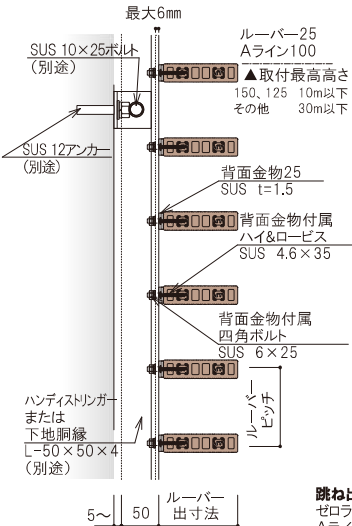 最大6mm
ルーバー25
Aライン100
▲取付最高高さ
150、125 10m以下
その他 30m以下
SUS 10×25ボルト
(別途)
SUS 12アンカー
(別途)
背面金物25
SUS t=1.5
背面金物付属
ハイ&ロービス
SUS 4.6×35
背面金物付属
四角ボルト
SUS 6×25
ハンディストリンガー
または
下地胴縁
L-50×50×4
(別途)
ルーバー
ピッチ
5～
50
ルーバー
出寸法
跳ね出
ゼロラ